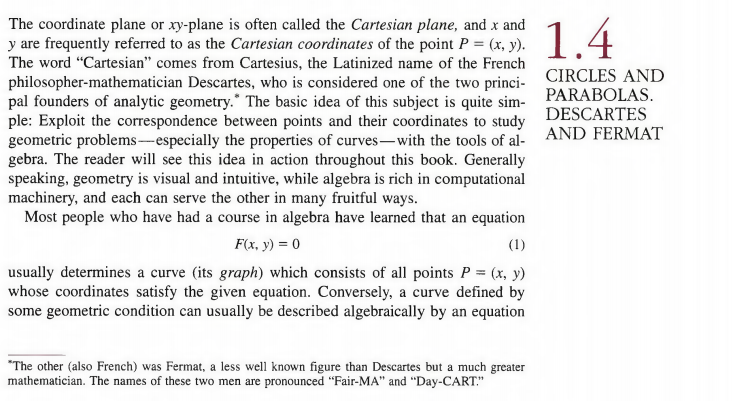 The coordinate plane or xy-plane is often called the Cartesian plane, and x and
y are frequently referred to as the Cartesian coordinates of the point P = (x, y).
The word “Cartesian” comes from Cartesius, the Latinized name of the French
philosopher-mathematician Descartes, who is considered one of the two princi-
pal founders of analytic geometry.* The basic idea of this subject is quite sim-
ple: Exploit the correspondence between points and their coordinates to study
geometric problems—especially the properties of curves—with the tools of al-
gebra. The reader will see this idea in action throughout this book. Generally
speaking, geometry is visual and intuitive, while algebra is rich in computational
machinery, and each can serve the other in many fruitful ways.
Most people who have had a course in algebra have learned that an equation
F(x, y) = 0 (1)
usually determines a curve (its graph) which consists of all points P = (x, y)
whose coordinates satisfy the given equation. Conversely, a curve defined by
some geometric condition can usually be described algebraically by an equation
*The other (also French) was Fermat, a less well known figure than Descartes but a much greater
mathematician. The names of these two men are pronounced “Fair-MA” and “Day-CART.”
1.4
CIRCLES AND
PARABOLAS.
DESCARTES
AND FERMAT